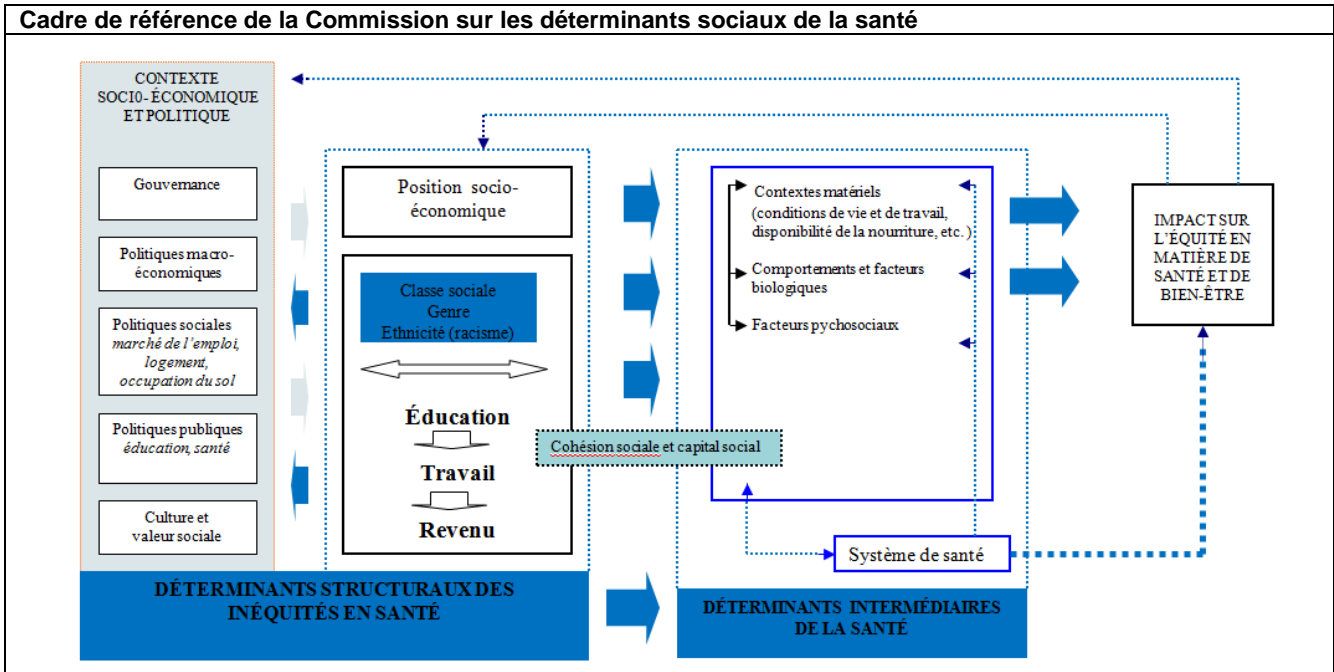 Cadre de référence de la Commission sur les déterminants sociaux de la santé
CONTEXTE
SOCI0- ÉCONOMIQUE
ET POLITIQUE
Gouvernance
Politiques macro-
économiques
Politiques sociales
marché de l’emploi,
logement,
occupation du sol
Politiques publiques
éducation, santé
Culture et
valeur sociale
Position socio-
économique
Classe sociale
Genre
Ethnicité (racisme)
Éducation
Travail
Revenu
Cohésion sociale et capital social
Contextes matériels
(conditions de vie et de travail,
disponibilité de la nourriture, etc. )
Comportements et facteurs
biologiques
Facteurs pychosociaux
Système de santé
IMPACT SUR
L’ÉQUITÉ EN
MATIÈRE DE
SANTÉ ET DE
BIEN-ÊTRE
DÉTERMINANTS STRUCTURAUX DES
INÉQUITÉS EN SANTÉ
DÉTERMINANTS INTERMÉDIAIRES
DE LA SANTÉ